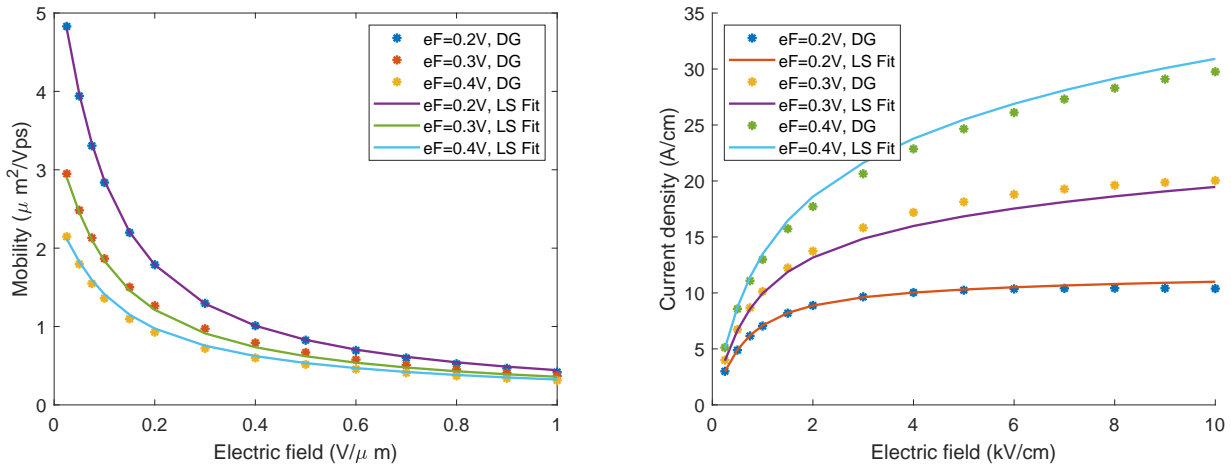 5
4
3
2
1
0
Mobility (μ m²/Vps)
eF=0.2V, DG
eF=0.3V, DG
eF=0.4V, DG
eF=0.2V, LS Fit
eF=0.3V, LS Fit
eF=0.4V, LS Fit
0 0.2 0.4 0.6 0.8 1
Electric field (V/μ m)
35
30
25
20
15
10
5
0
Current density (A/cm)
eF=0.2V, DG
eF=0.2V, LS Fit
eF=0.3V, DG
eF=0.3V, LS Fit
eF=0.4V, DG
eF=0.4V, LS Fit
0 2 4 6 8 10
Electric field (kV/cm)